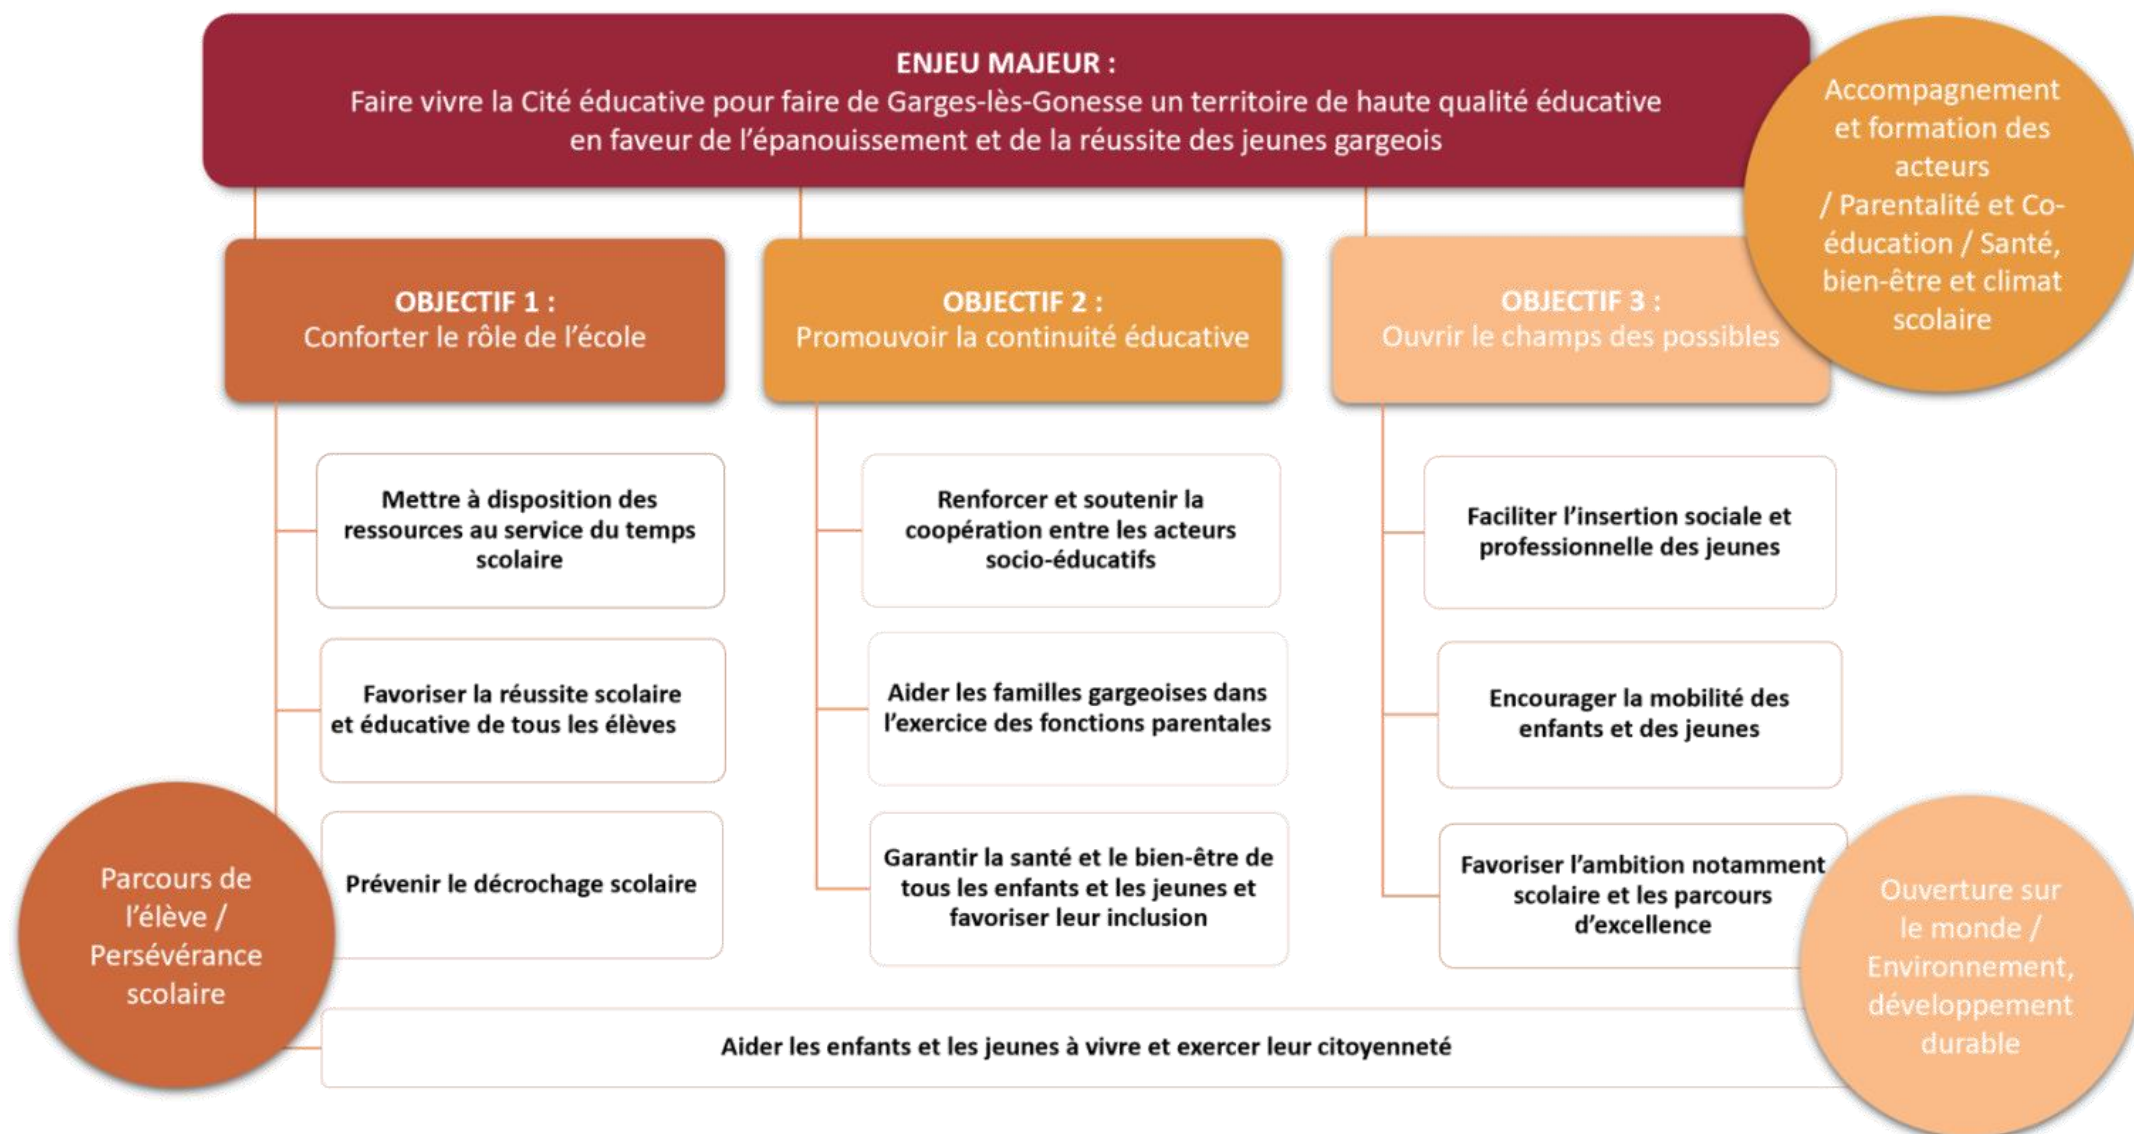 ENJEU MAJEUR :
Faire vivre la Cité éducative pour faire de Garges-lès-Gonesse un territoire de haute qualité éducative
en faveur de l'épanouissement et de la réussite des jeunes gargeois
Accompagnement
et formation des
acteurs
/ Parentalité et Co-
éducation / Santé,
bien-être et climat
scolaire
OBJECTIF 1 :
Conforter le rôle de l'école
OBJECTIF 2 :
Promouvoir la continuité éducative
OBJECTIF 3 :
Ouvrir le champs des possibles
Mettre à disposition des
ressources au service du temps
scolaire
Favoriser la réussite scolaire
et éducative de tous les élèves
Prévenir le décrochage scolaire
Renforcer et soutenir la
coopération entre les acteurs
socio-éducatifs
Aider les familles gargeoises dans
l'exercice des fonctions parentales
Garantir la santé et le bien-être de
tous les enfants et les jeunes et
favoriser leur inclusion
Faciliter l'insertion sociale et
professionnelle des jeunes
Encourager la mobilité des
enfants et des jeunes
Favoriser l'ambition notamment
scolaire et les parcours
d'excellence
Parcours de
l'élève /
Persévérance
scolaire
Ouverture sur
le monde /
Environnement,
développement
durable
Aider les enfants et les jeunes à vivre et exercer leur citoyenneté